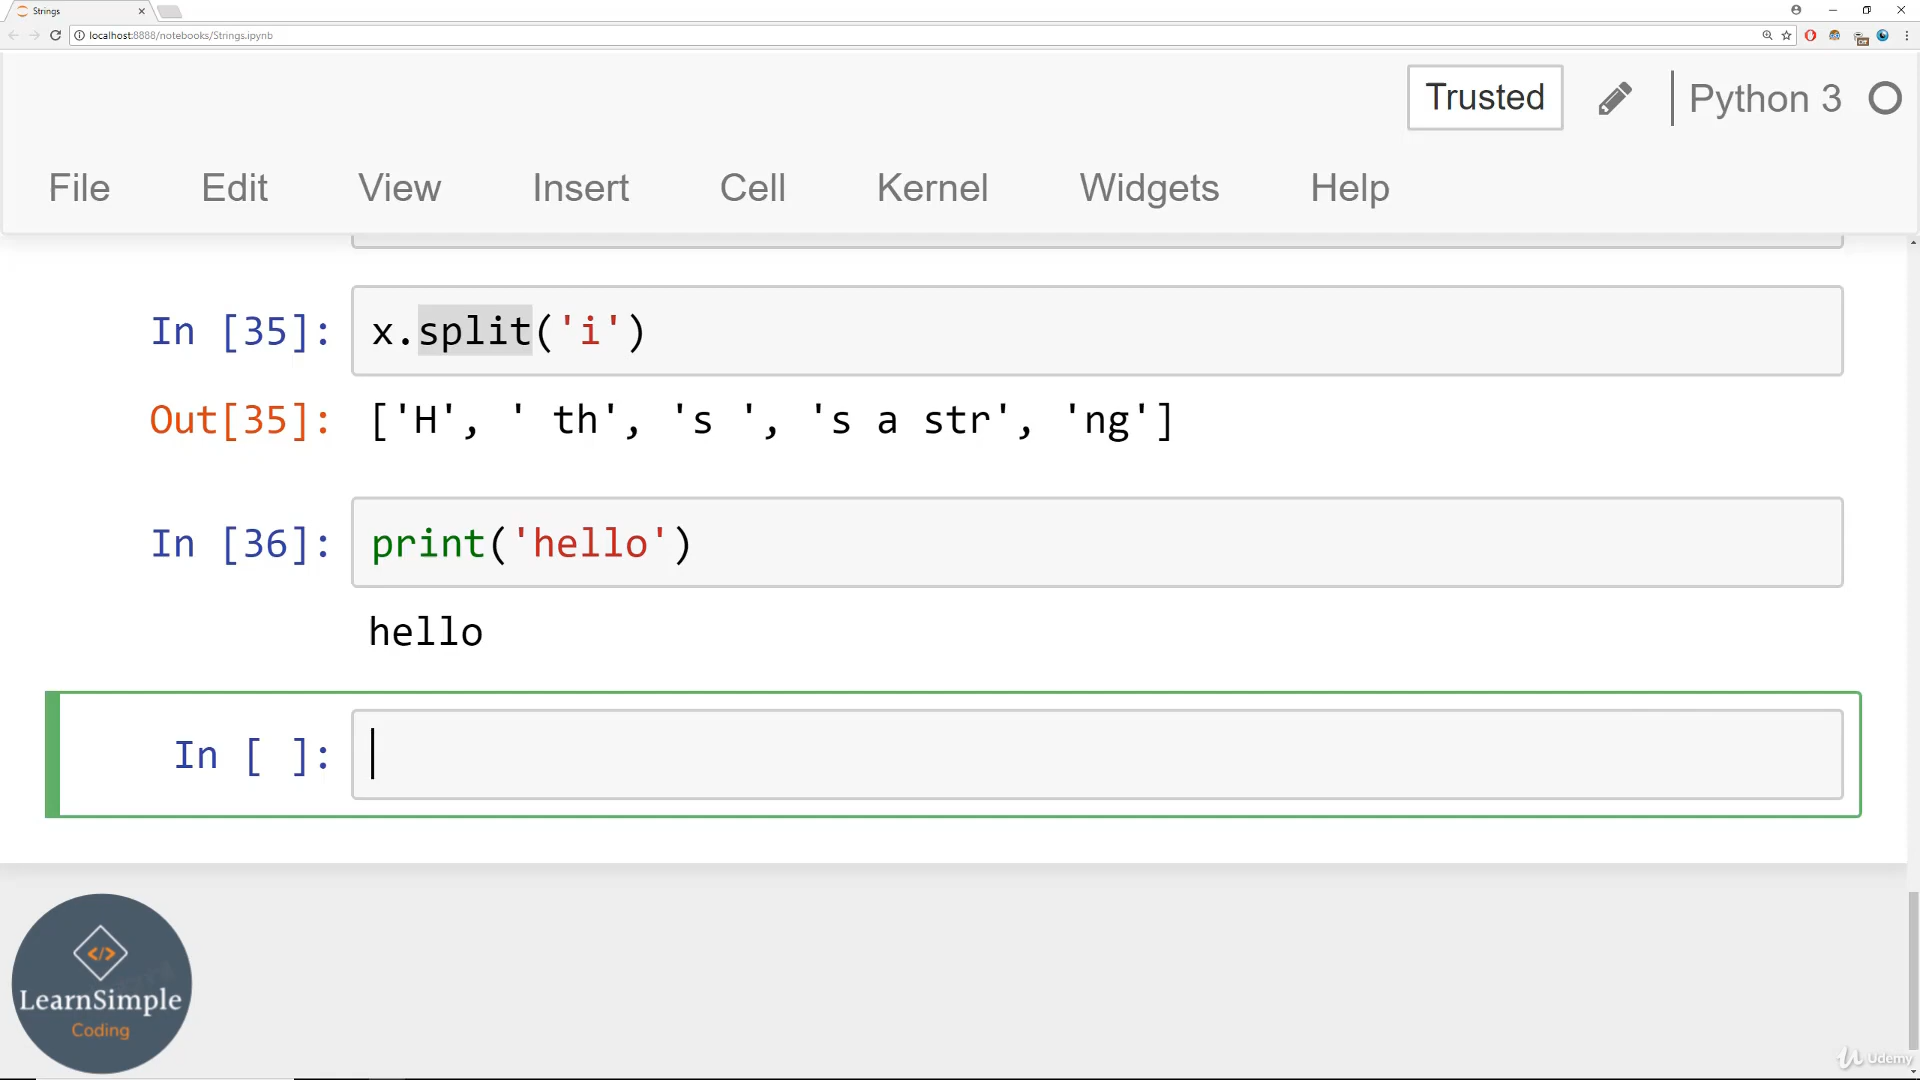 Strings
localhost:8888/notebooks/Strings.ipynb
Trusted
Python 3
File Edit View Insert Cell Kernel Widgets Help
In [35]: x.split('i')
Out[35]: ['H', ' th', 's ', 's a str', 'ng']
In [36]: print('hello')
hello
In [ ]:
</>
LearnSimple
Coding
Udemy